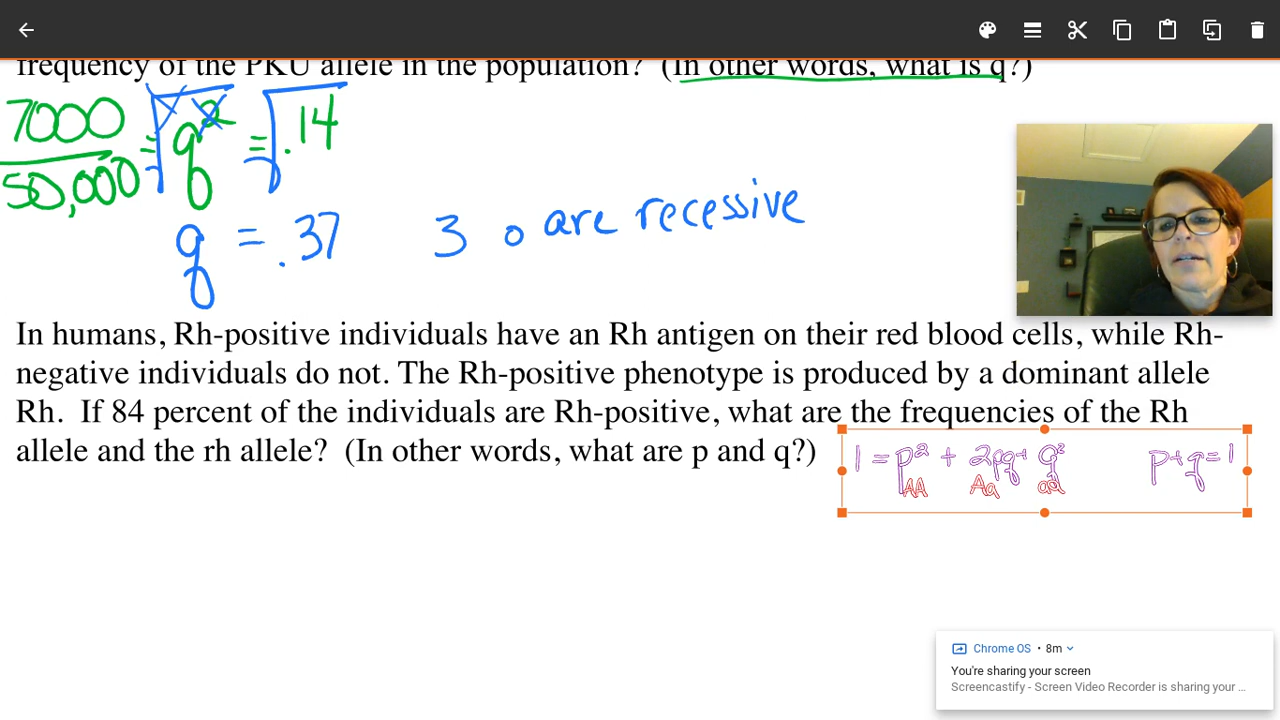 frequency of the PKU allele in the population? (In other words, what is q?)
7000
50,000
= q² = .14
q = .37 3 are recessive
In humans, Rh-positive individuals have an Rh antigen on their red blood cells, while Rh-
negative individuals do not. The Rh-positive phenotype is produced by a dominant allele
Rh. If 84 percent of the individuals are Rh-positive, what are the frequencies of the Rh
allele and the rh allele? (In other words, what are p and q?)
1 = p² + 2pq + q² p+q=1
AA Aa aa
Chrome OS • 8m
You're sharing your screen
Screencastify - Screen Video Recorder is sharing your ...